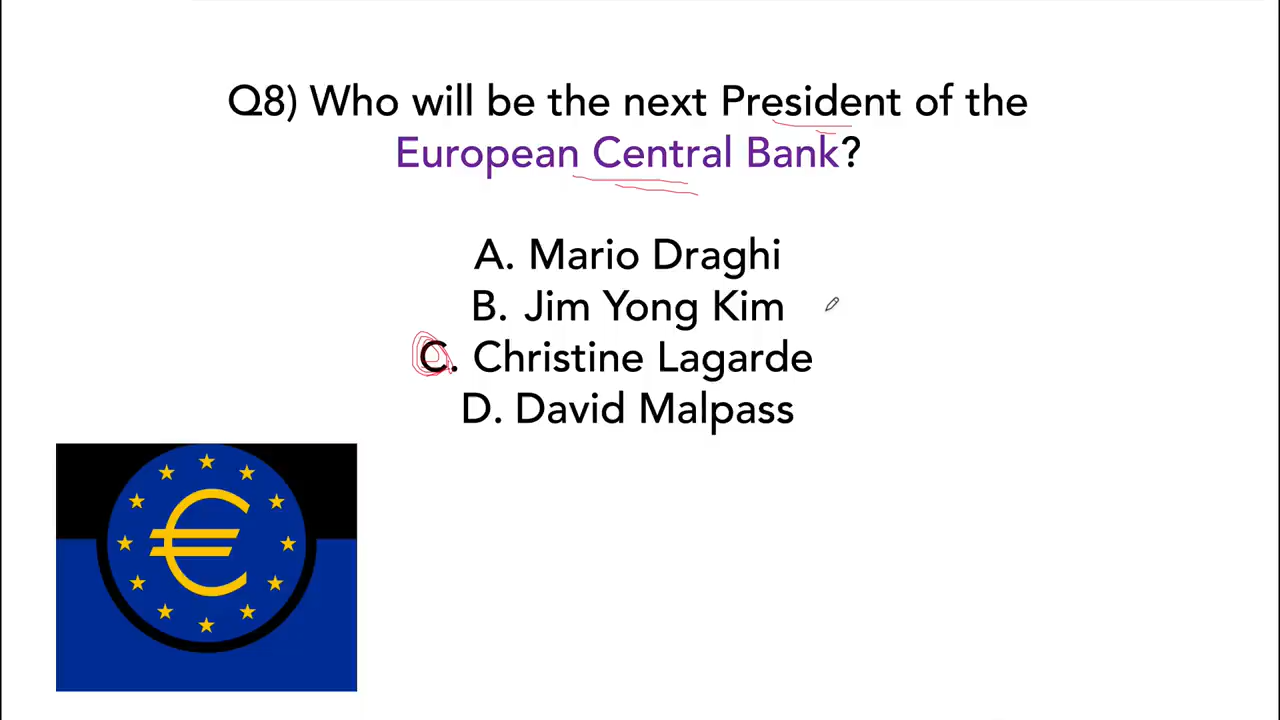 Q8) Who will be the next President of the
European Central Bank?
A. Mario Draghi
B. Jim Yong Kim
C. Christine Lagarde
D. David Malpass
€